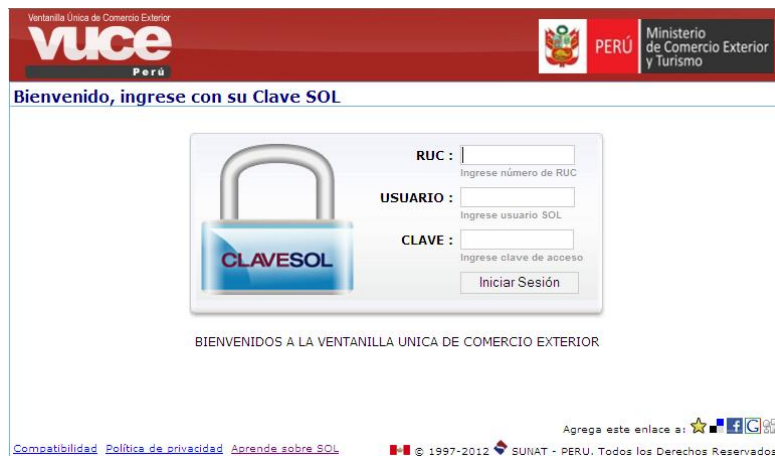 Ventanilla Única de Comercio Exterior
vuce
Perú
PERÚ
Ministerio
de Comercio Exterior
y Turismo
Bienvenido, ingrese con su Clave SOL
CLAVESOL
RUC :
Ingrese número de RUC
USUARIO :
Ingrese usuario SOL
CLAVE :
Ingrese clave de acceso
Iniciar Sesión
BIENVENIDOS A LA VENTANILLA UNICA DE COMERCIO EXTERIOR
Agrega este enlace a:
Compatibilidad Política de privacidad Aprende sobre SOL
© 1997-2012 SUNAT - PERU. Todos los Derechos Reservados